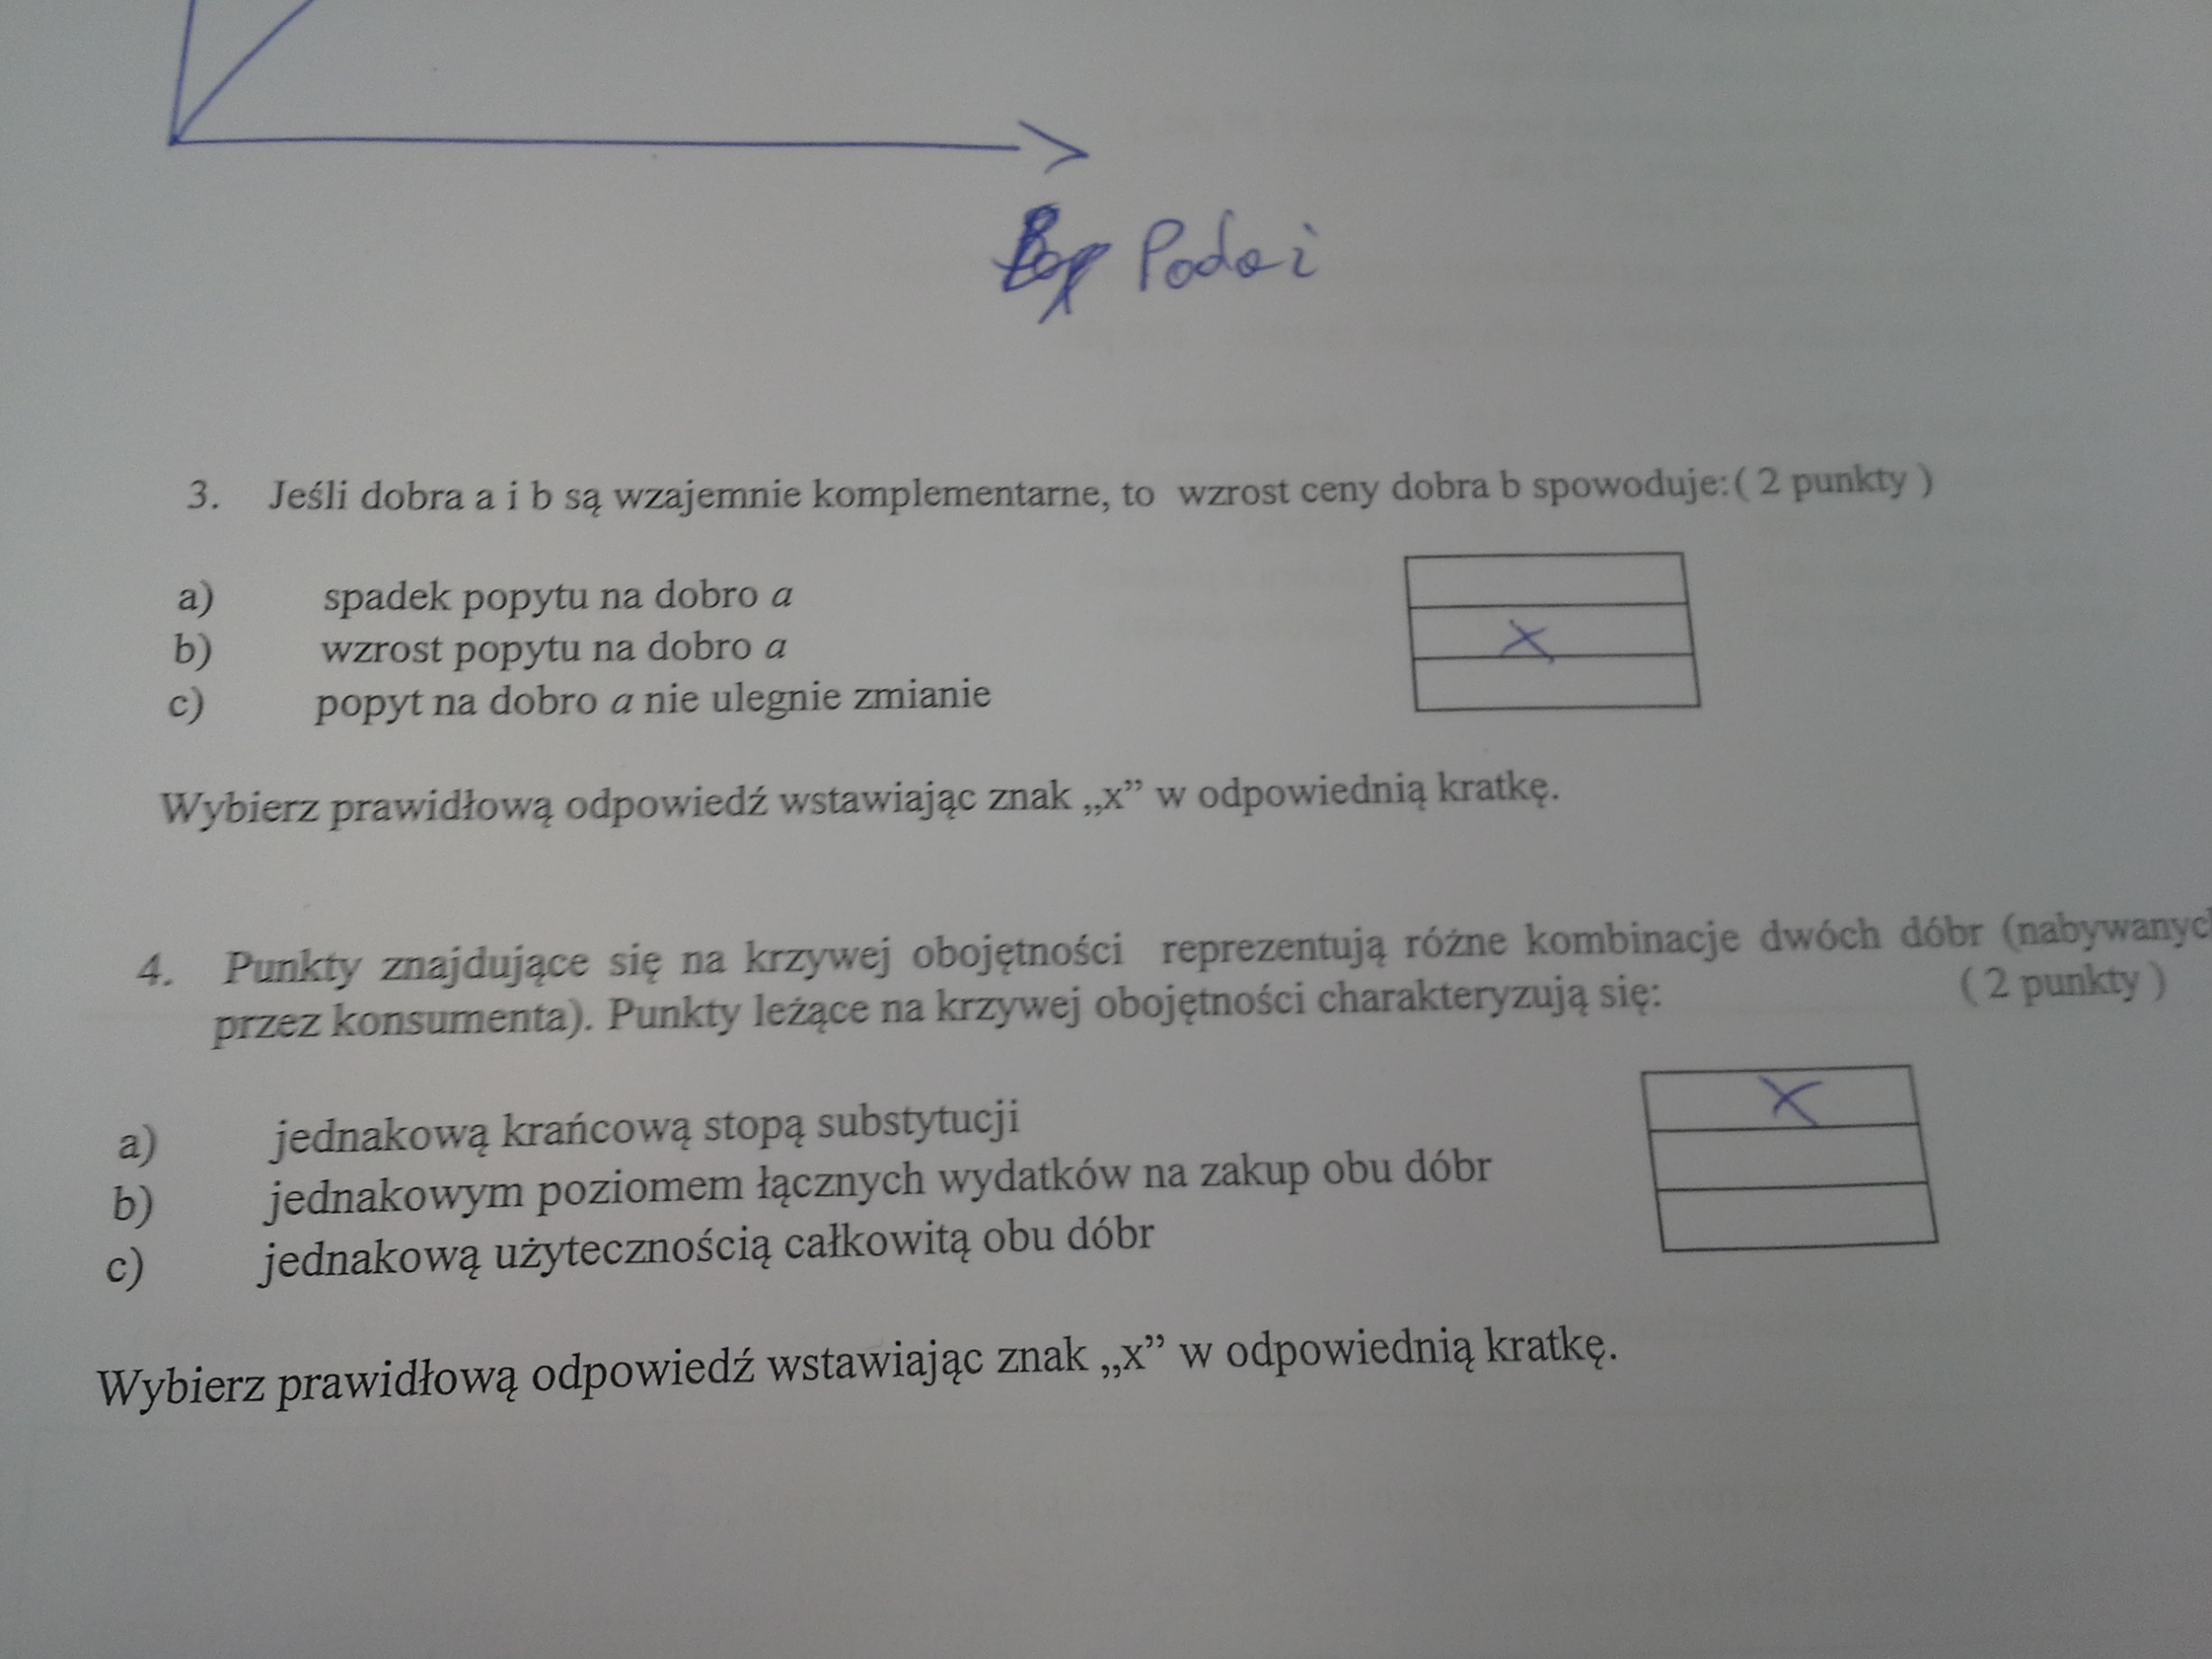 Podaż
3. Jeśli dobra a i b są wzajemnie komplementarne, to wzrost ceny dobra b spowoduje:( 2 punkty )
a) spadek popytu na dobro a
b) wzrost popytu na dobro a
x
c) popyt na dobro a nie ulegnie zmianie
Wybierz prawidłową odpowiedź wstawiając znak „x” w odpowiednią kratkę.
4. Punkty znajdujące się na krzywej obojętności reprezentują różne kombinacje dwóch dóbr (nabywanych
przez konsumenta). Punkty leżące na krzywej obojętności charakteryzują się: ( 2 punkty )
x
a) jednakową krańcową stopą substytucji
b) jednakowym poziomem łącznych wydatków na zakup obu dóbr
c) jednakową użytecznością całkowitą obu dóbr
Wybierz prawidłową odpowiedź wstawiając znak „x” w odpowiednią kratkę.